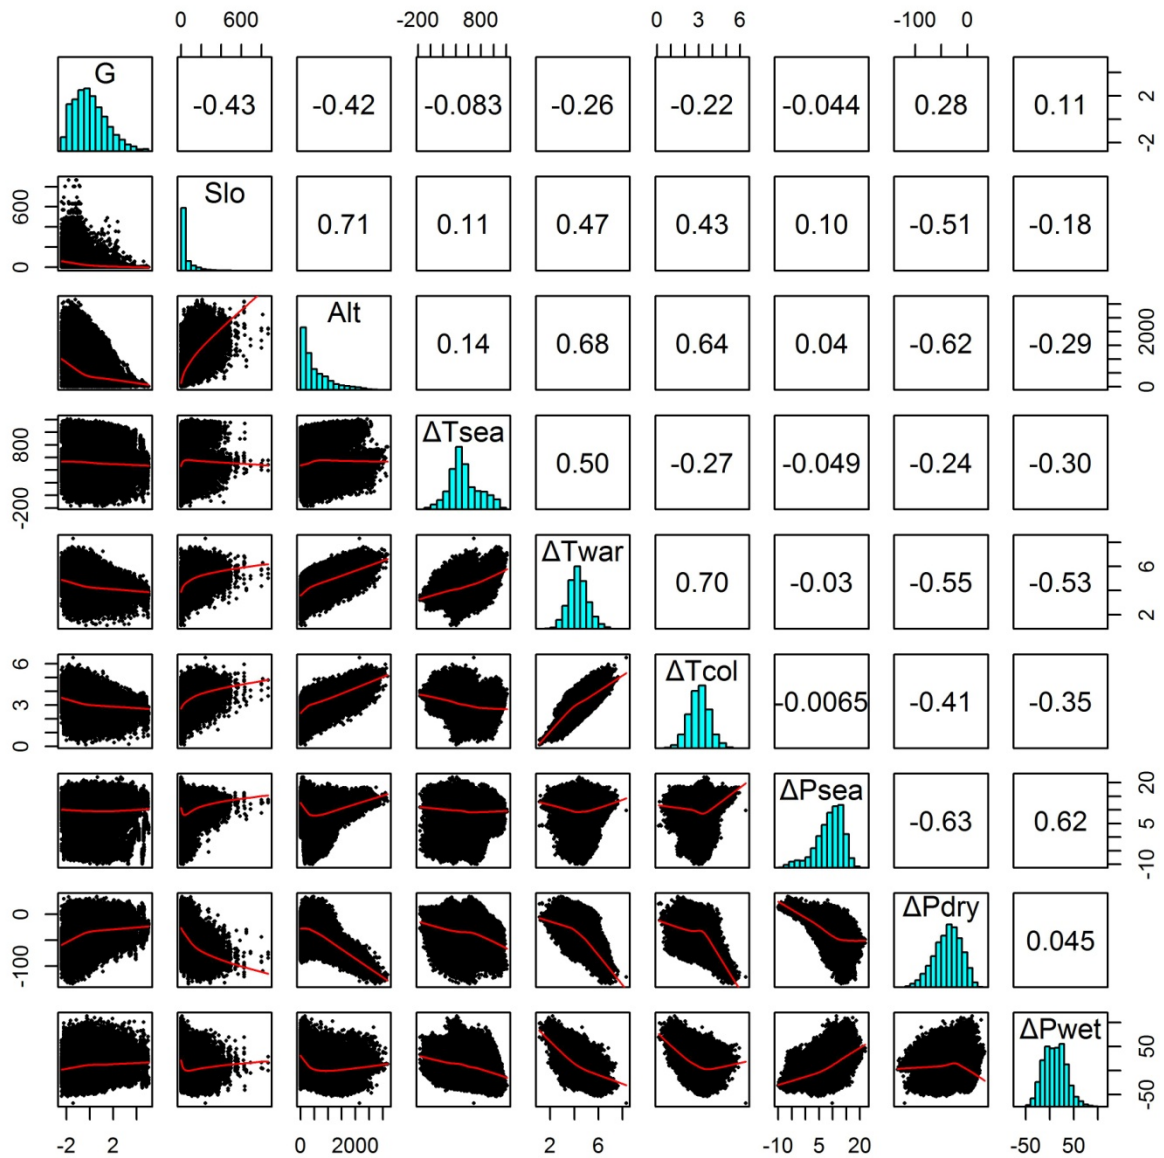 0 600 -200 800 0 3 6 -100 0
G -0.43 -0.42 -0.083 -0.26 -0.22 -0.044 0.28 0.11 -2 2
0 600 Slo 0.71 0.11 0.47 0.43 0.10 -0.51 -0.18
Alt 0.14 0.68 0.64 0.04 -0.62 -0.29 0 2000
-200 800 ΔTsea 0.50 -0.27 -0.049 -0.24 -0.30
ΔTwar 0.70 -0.03 -0.55 -0.53 2 6
0 3 6 ΔTcol -0.0065 -0.41 -0.35
ΔPsea -0.63 0.62 -10 5 20
-100 0 ΔPdry 0.045
ΔPwet -50 50
-2 2 0 2000 2 6 -10 5 20 -50 50